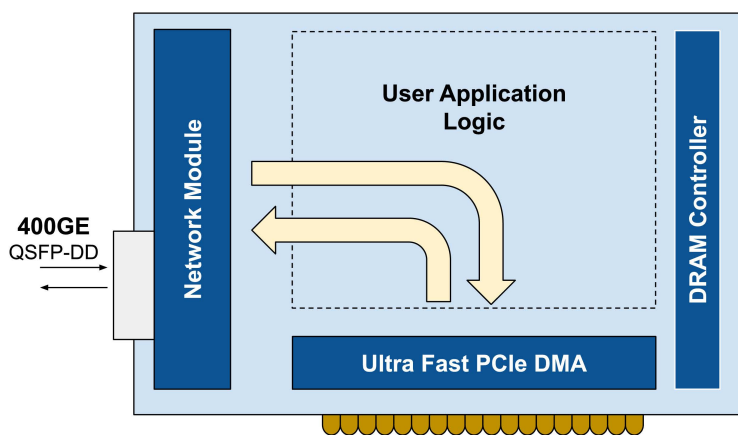 User Application
Logic
400GE
QSFP-DD
Network Module
DRAM Controller
Ultra Fast PCIe DMA